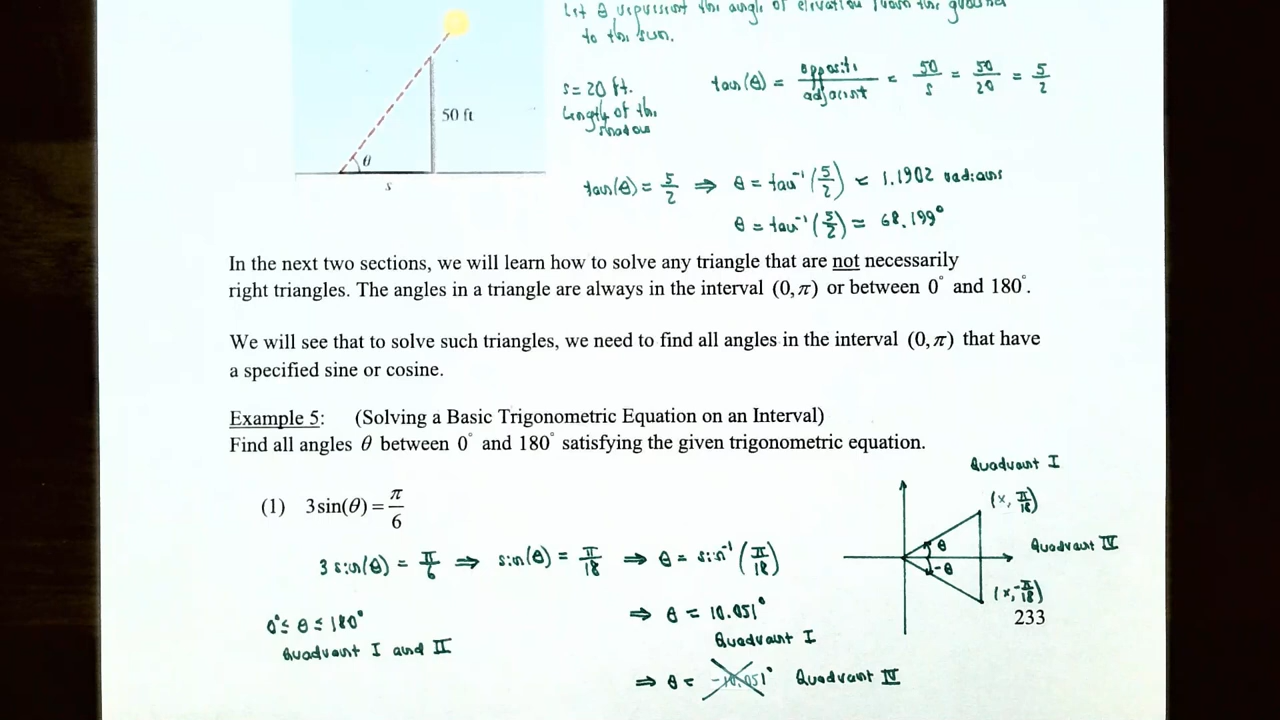 Let θ represent the angle of elevation from the ground
to the sun.
s = 20 ft.
length of the
shadow
tan(θ) = opposite/adjacent = 50/s = 50/20 = 5/2
50 ft
θ
s
tan(θ) = 5/2 ⇒ θ = tan⁻¹(5/2) ≈ 1.1902 radians
θ = tan⁻¹(5/2) ≈ 68.199°
In the next two sections, we will learn how to solve any triangle that are not necessarily
right triangles. The angles in a triangle are always in the interval (0, π) or between 0° and 180°.
We will see that to solve such triangles, we need to find all angles in the interval (0, π) that have
a specified sine or cosine.
Example 5: (Solving a Basic Trigonometric Equation on an Interval)
Find all angles θ between 0° and 180° satisfying the given trigonometric equation.
(1) 3sin(θ) = π/6
3 sin(θ) = π/6 ⇒ sin(θ) = π/18 ⇒ θ = sin⁻¹(π/18)
0° ≤ θ ≤ 180°
Quadrant I and II
⇒ θ = 10.051°
Quadrant I
⇒ θ = -10.051° Quadrant IV
Quadrant I
(x, π/18)
θ
Quadrant IV
-θ
(x, -π/18)
233